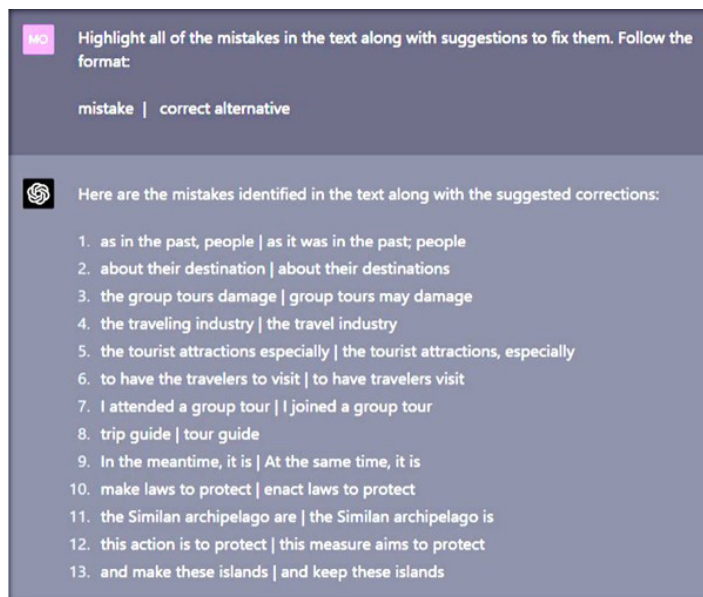 MO
Highlight all of the mistakes in the text along with suggestions to fix them. Follow the
format:
mistake | correct alternative
Here are the mistakes identified in the text along with the suggested corrections:
1. as in the past, people | as it was in the past; people
2. about their destination | about their destinations
3. the group tours damage | group tours may damage
4. the traveling industry | the travel industry
5. the tourist attractions especially | the tourist attractions, especially
6. to have the travelers to visit | to have travelers visit
7. I attended a group tour | I joined a group tour
8. trip guide | tour guide
9. In the meantime, it is | At the same time, it is
10. make laws to protect | enact laws to protect
11. the Similan archipelago are | the Similan archipelago is
12. this action is to protect | this measure aims to protect
13. and make these islands | and keep these islands